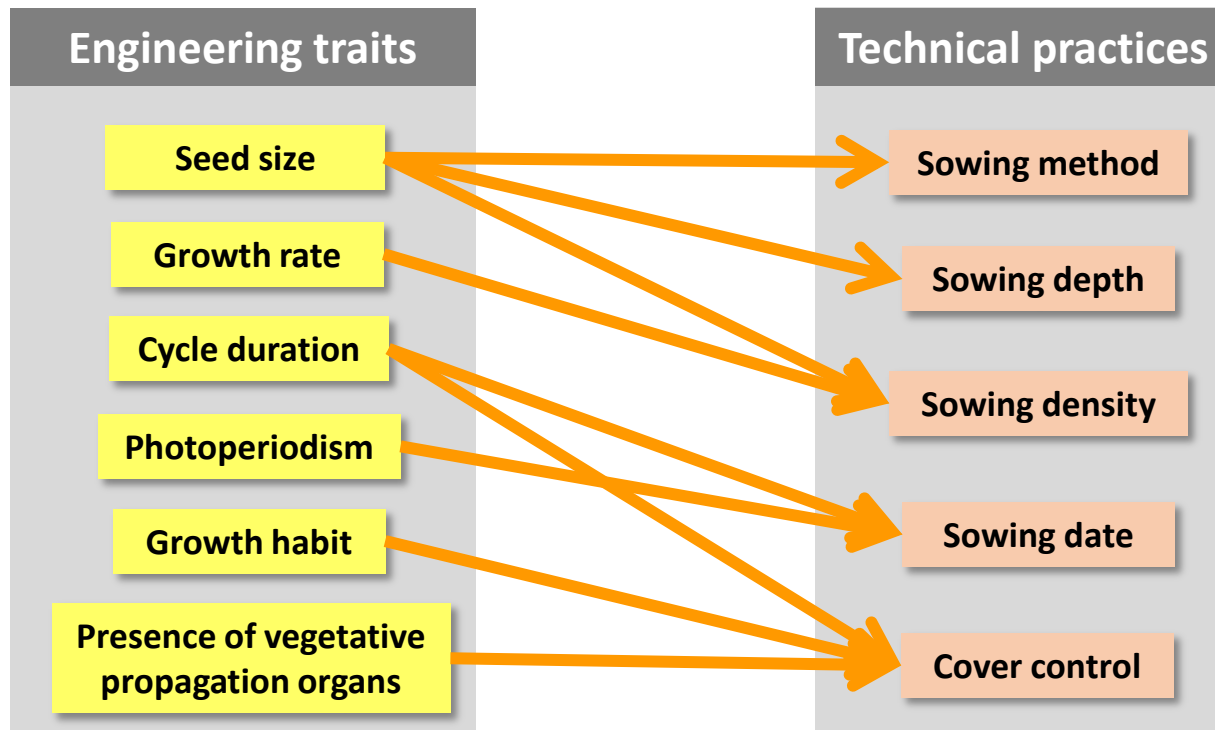 Engineering traits
Seed size
Growth rate
Cycle duration
Photoperiodism
Growth habit
Presence of vegetative
propagation organs
Technical practices
Sowing method
Sowing depth
Sowing density
Sowing date
Cover control